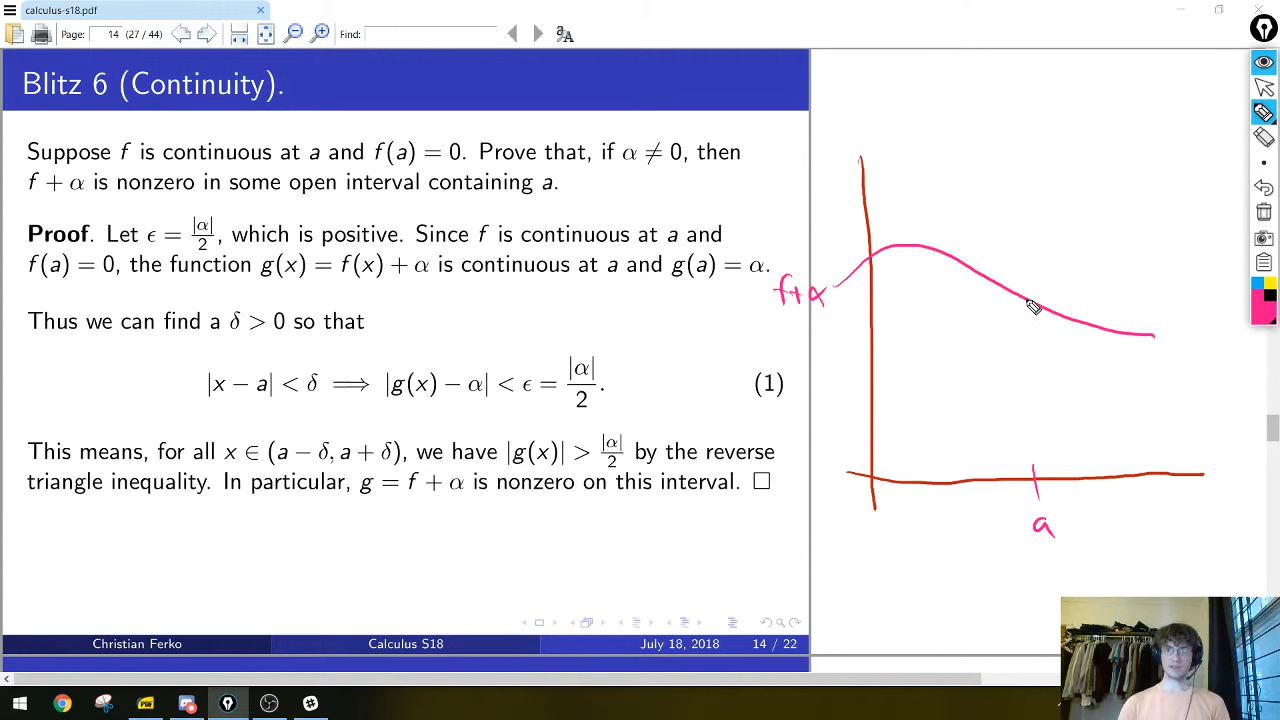 calculus-s18.pdf
Page: 14 (27 / 44) Find:
Blitz 6 (Continuity).
Suppose f is continuous at a and f(a) = 0. Prove that, if α ≠ 0, then
f + α is nonzero in some open interval containing a.
Proof. Let ϵ = |α|/2, which is positive. Since f is continuous at a and
f(a) = 0, the function g(x) = f(x) + α is continuous at a and g(a) = α.
Thus we can find a δ > 0 so that
|x − a| < δ ⟹ |g(x) − α| < ϵ = |α|/2. (1)
This means, for all x ∈ (a − δ, a + δ), we have |g(x)| > |α|/2 by the reverse
triangle inequality. In particular, g = f + α is nonzero on this interval. □
f+α
a
Christian Ferko Calculus S18 July 18, 2018 14 / 22